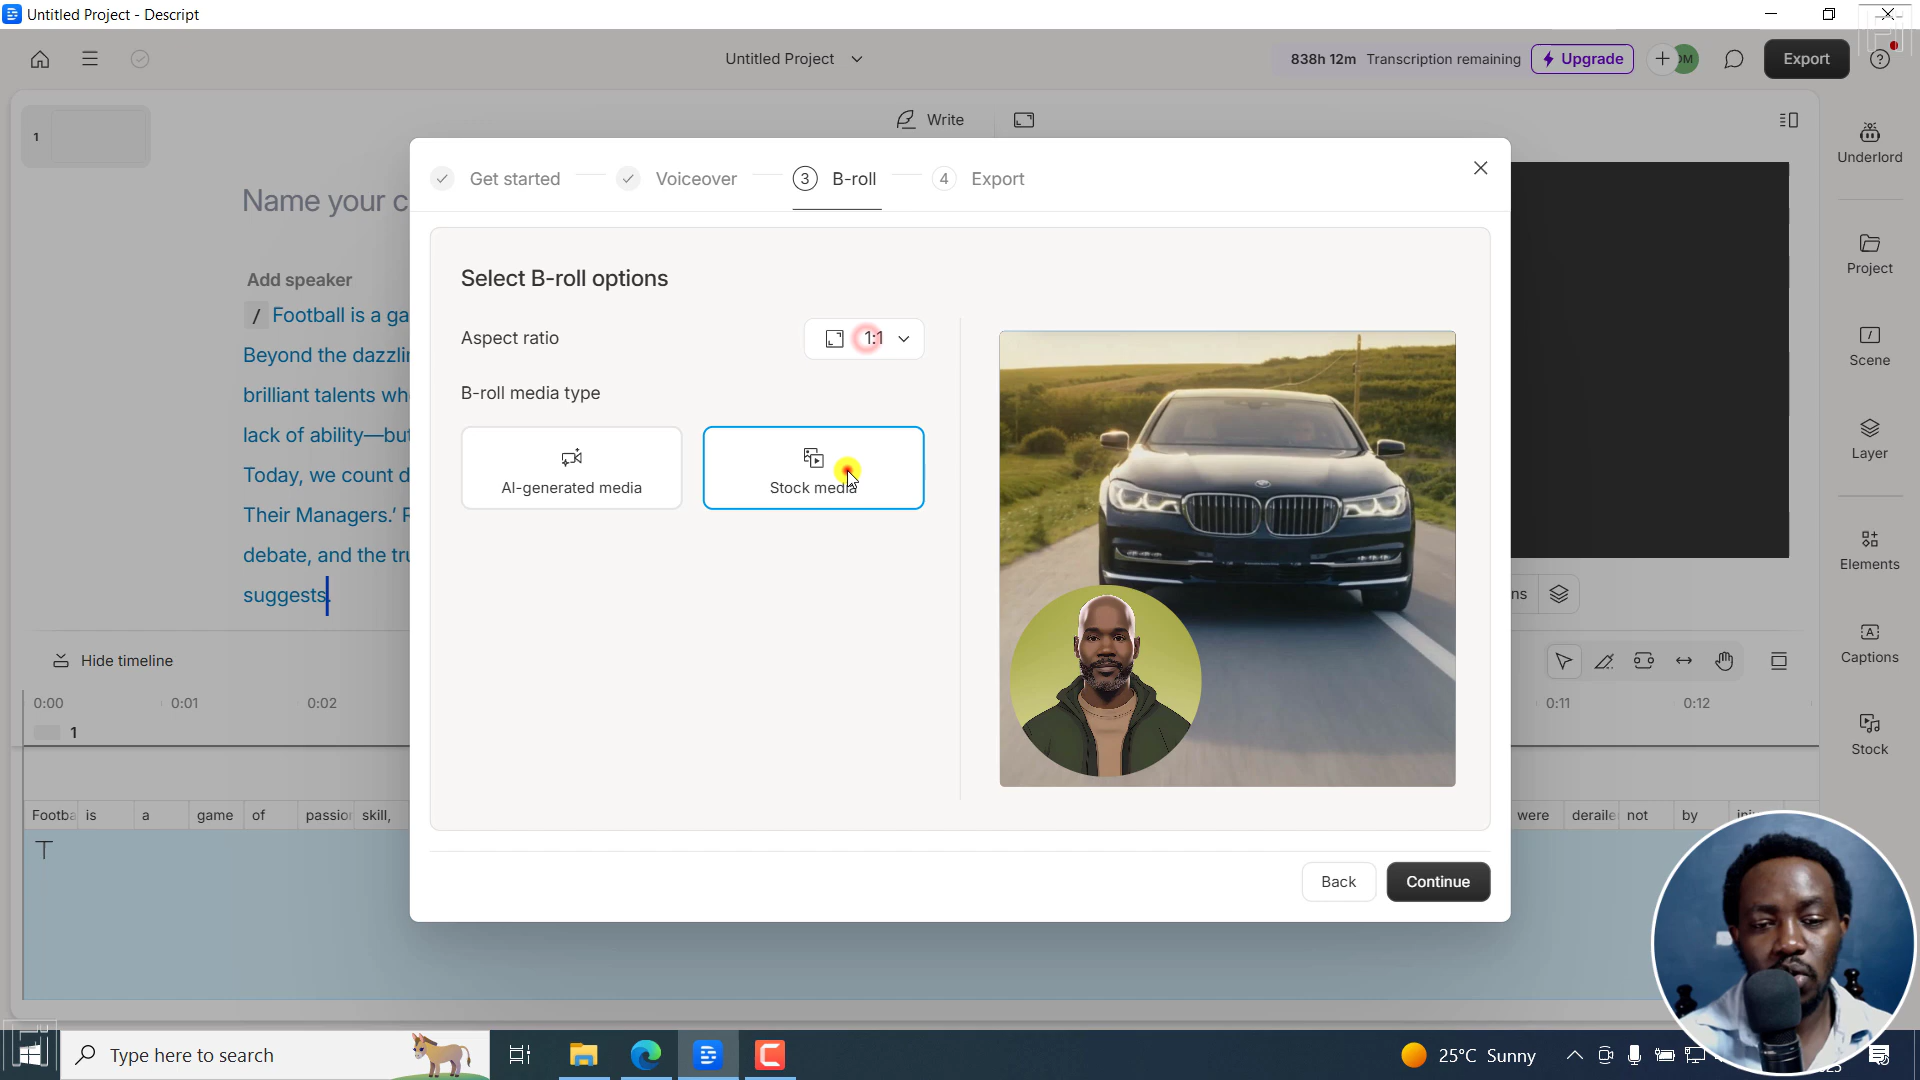 Untitled Project - Descript
Untitled Project
838h 12m Transcription remaining
Upgrade
DM
Export
1
Write
Underlord
Get started
Voiceover
3 B-roll
4 Export
Name your c
Select B-roll options
Project
Add speaker
/ Football is a ga
Aspect ratio
1:1
Beyond the dazzli
Scene
brilliant talents wh
B-roll media type
lack of ability—but
Layer
Today, we count d
AI-generated media
Stock media
Their Managers.' F
debate, and the tru
Elements
suggests.
ns
Captions
Hide timeline
0:00
0:01
0:02
0:11
0:12
1
Stock
Footba is a game of passio skill,
were deraile not by inju
T
Back
Continue
Type here to search
25°C Sunny